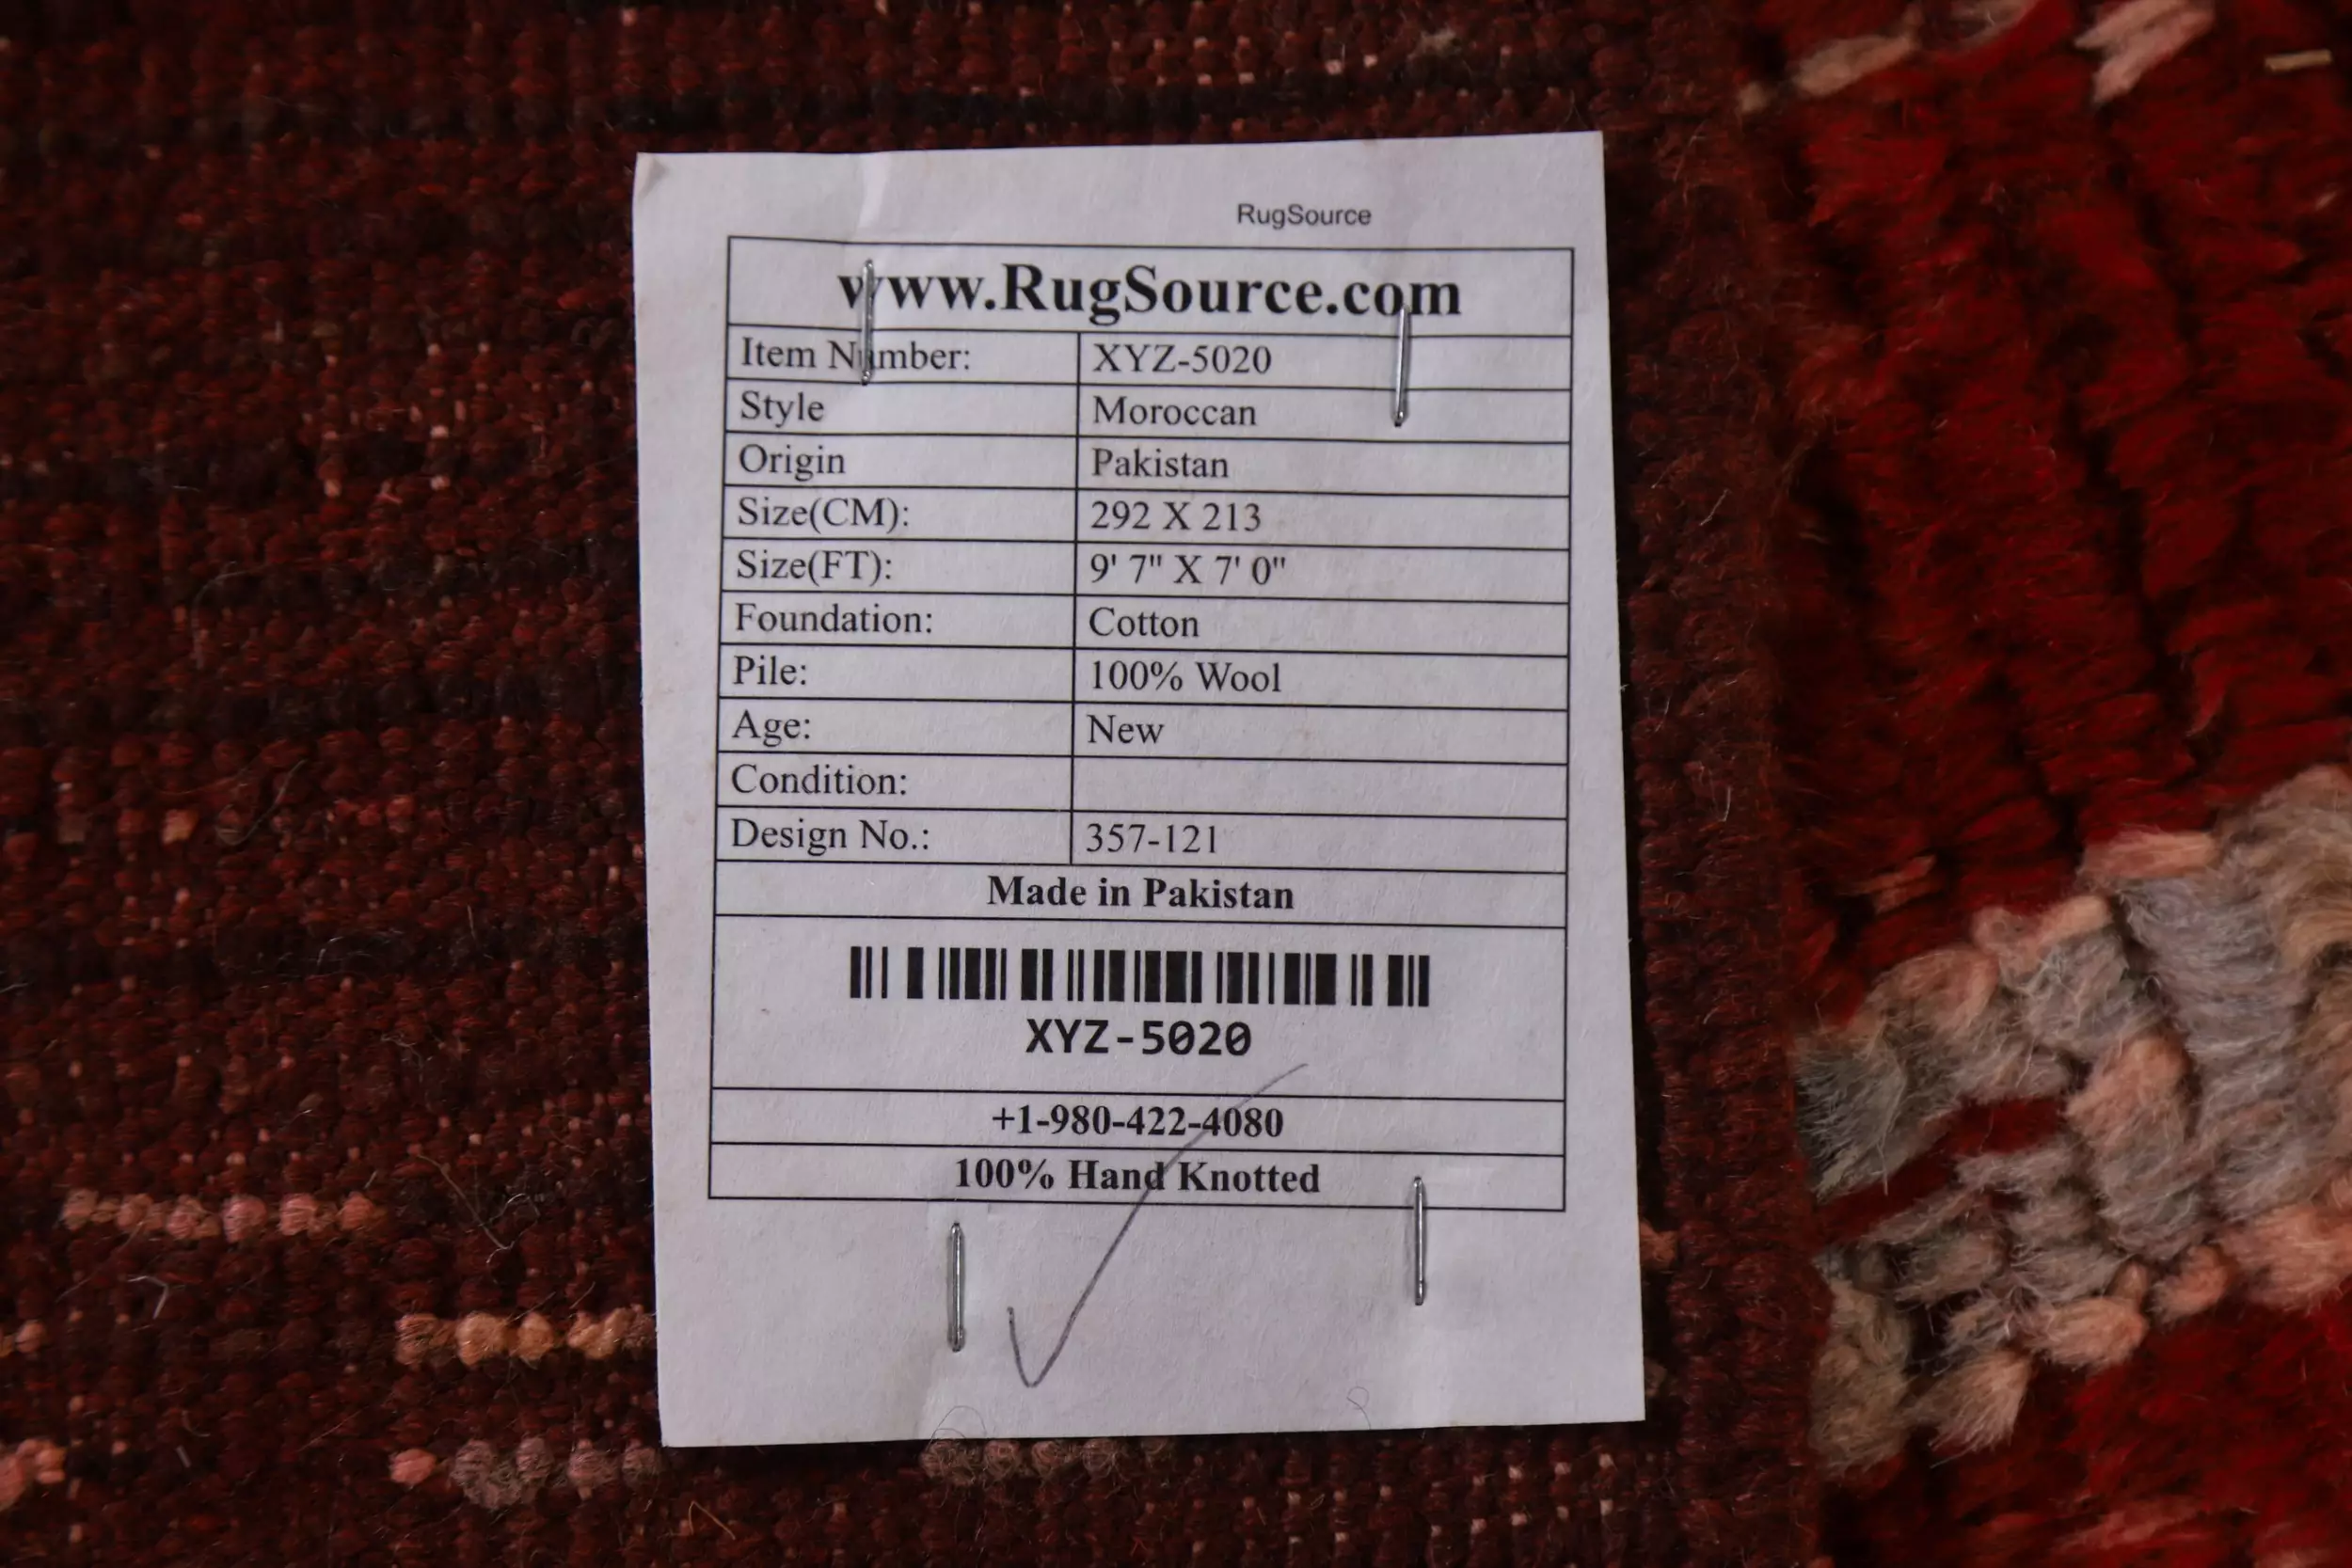 RugSource
www.RugSource.com
Item Number: XYZ-5020
Style Moroccan
Origin Pakistan
Size(CM): 292 X 213
Size(FT): 9' 7" X 7' 0"
Foundation: Cotton
Pile: 100% Wool
Age: New
Condition:
Design No.: 357-121
Made in Pakistan
XYZ-5020
+1-980-422-4080
100% Hand Knotted